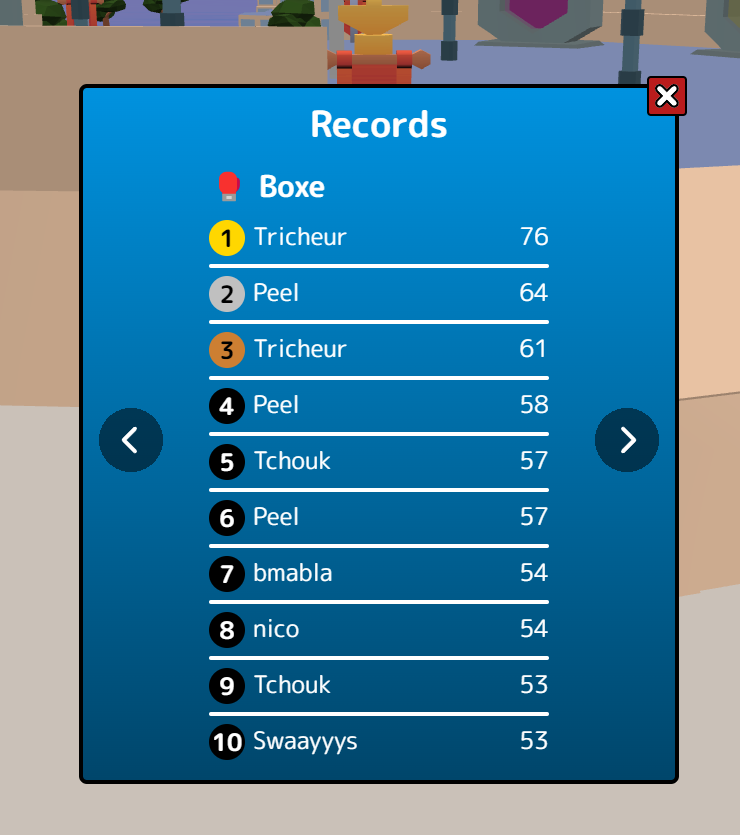 Records
Boxe
1 Tricheur 76
2 Peel 64
3 Tricheur 61
4 Peel 58
5 Tchouk 57
6 Peel 57
7 bmabla 54
8 nico 54
9 Tchouk 53
10 Swaayyys 53